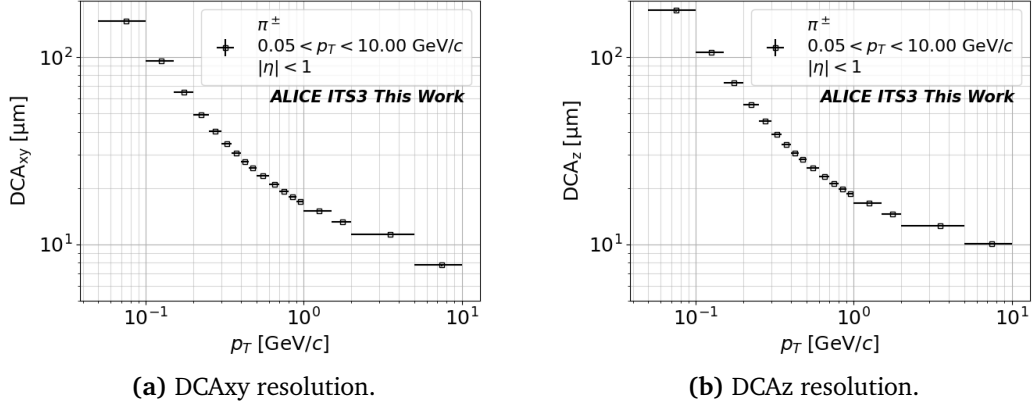 π±
0.05 < pT < 10.00 GeV/c
|η| < 1
ALICE ITS3 This Work
DCAxy [µm]
10²
10¹
10⁻¹ 10⁰ 10¹
pT [GeV/c]
(a) DCAxy resolution.
π±
0.05 < pT < 10.00 GeV/c
|η| < 1
ALICE ITS3 This Work
DCAz [µm]
10²
10¹
10⁻¹ 10⁰ 10¹
pT [GeV/c]
(b) DCAz resolution.